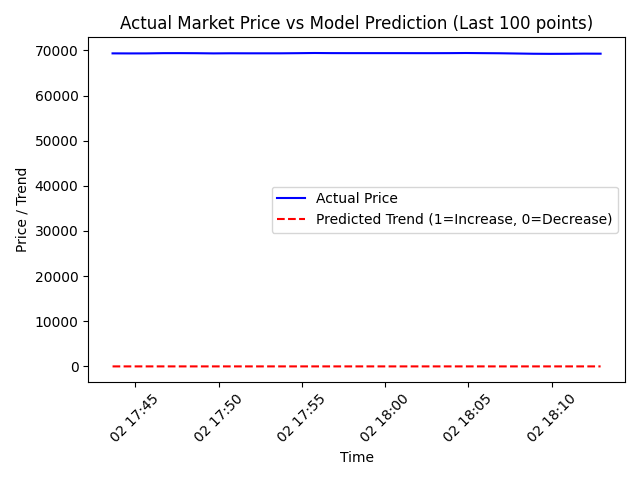 Actual Market Price vs Model Prediction (Last 100 points)
Price / Trend
70000
60000
50000
40000
30000
20000
10000
0
Actual Price
Predicted Trend (1=Increase, 0=Decrease)
02 17:45
02 17:50
02 17:55
02 18:00
02 18:05
02 18:10
Time